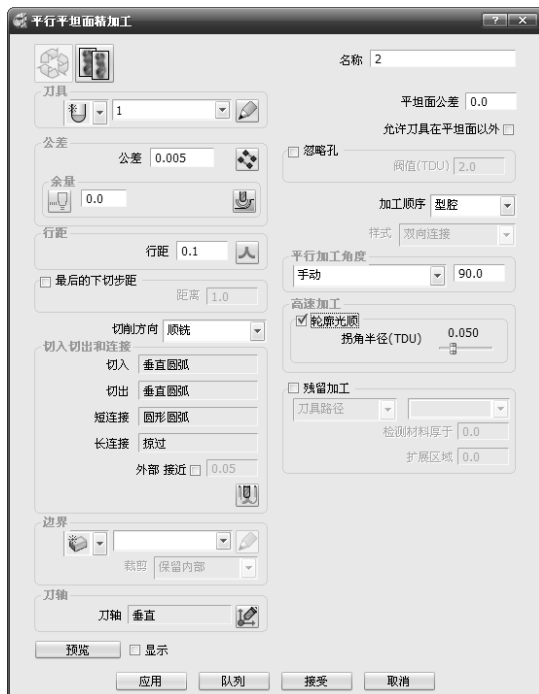 平行平坦面精加工
名称 2
刀具
1
平坦面公差 0.0
允许刀具在平坦面以外
公差
公差 0.005
忽略孔
阀值(TDU) 2.0
余量
0.0
加工顺序 型腔
样式 双向连接
行距
行距 0.1
平行加工角度
手动 90.0
最后的下切步距
距离 1.0
高速加工
轮廓光顺
拐角半径(TDU) 0.050
切削方向 顺铣
切入切出和连接
切入 垂直圆弧
切出 垂直圆弧
短连接 圆形圆弧
长连接 掠过
外部 接近 0.05
残留加工
刀具路径
检测材料厚于 0.0
扩展区域 0.0
边界
裁剪 保留内部
刀轴
刀轴 垂直
预览 显示
应用 队列 接受 取消